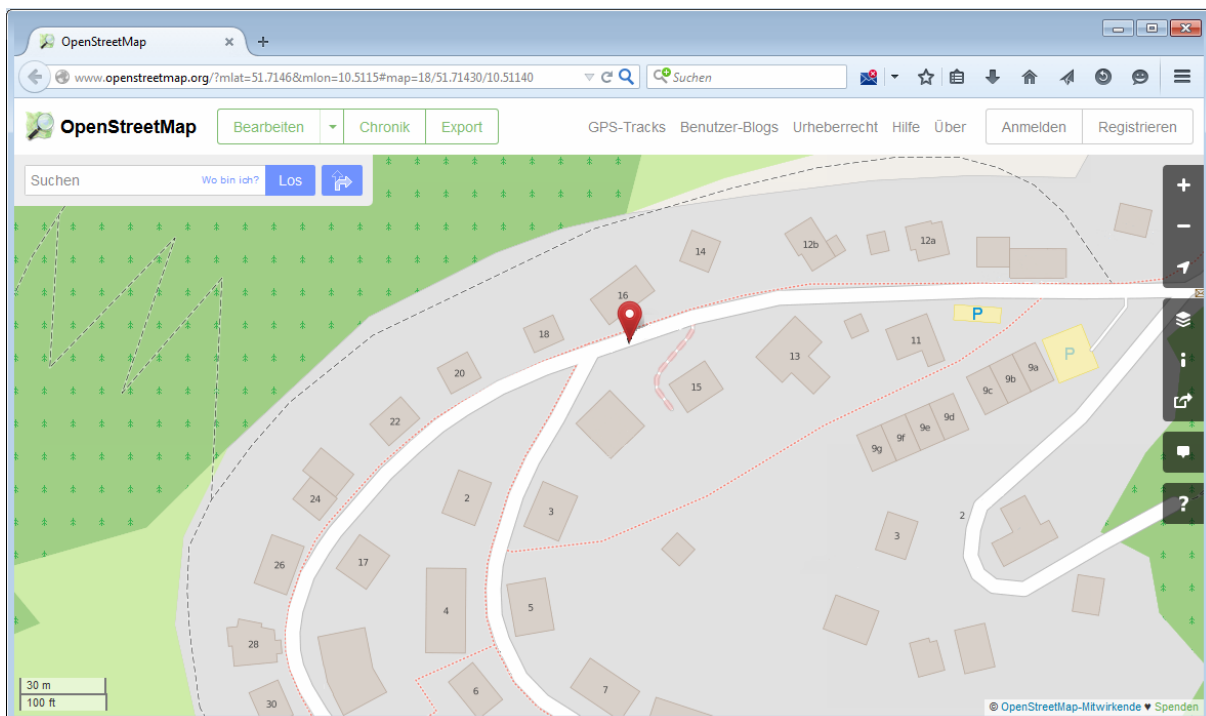 OpenStreetMap
www.openstreetmap.org/?mlat=51.7146&mlon=10.5115#map=18/51.71430/10.51140
Suchen
OpenStreetMap
Bearbeiten
Chronik
Export
GPS-Tracks Benutzer-Blogs Urheberrecht Hilfe Über
Anmelden
Registrieren
Suchen
Wo bin ich?
Los
14
12b
12a
16
P
18
11
13
P
20
15
9a
9b
9c
22
9d
9e
9f
9g
24
2
3
2
3
26
17
4
5
28
6
7
30
30 m
100 ft
?
© OpenStreetMap-Mitwirkende ♥ Spenden